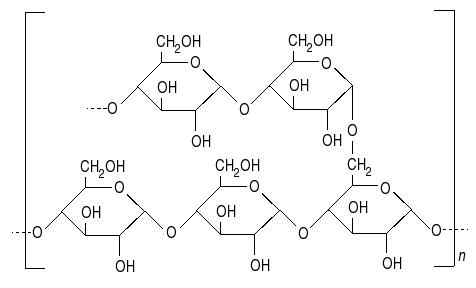 CH2OH CH2OH
O O
OH OH
O O
OH OH O
CH2OH CH2OH CH2
O O O
OH OH OH
O O O O
OH OH OH n